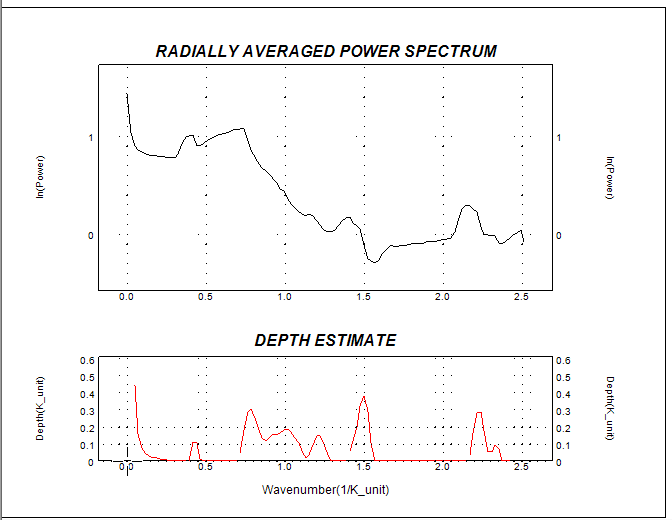 RADIALLY AVERAGED POWER SPECTRUM
ln(Power)
1
0
1
0
ln(Power)
0.0 0.5 1.0 1.5 2.0 2.5
DEPTH ESTIMATE
Depth(K_unit)
0.6
0.5
0.4
0.3
0.2
0.1
0
0.6
0.5
0.4
0.3
0.2
0.1
0
Depth(K_unit)
0.0 0.5 1.0 1.5 2.0 2.5
Wavenumber(1/K_unit)